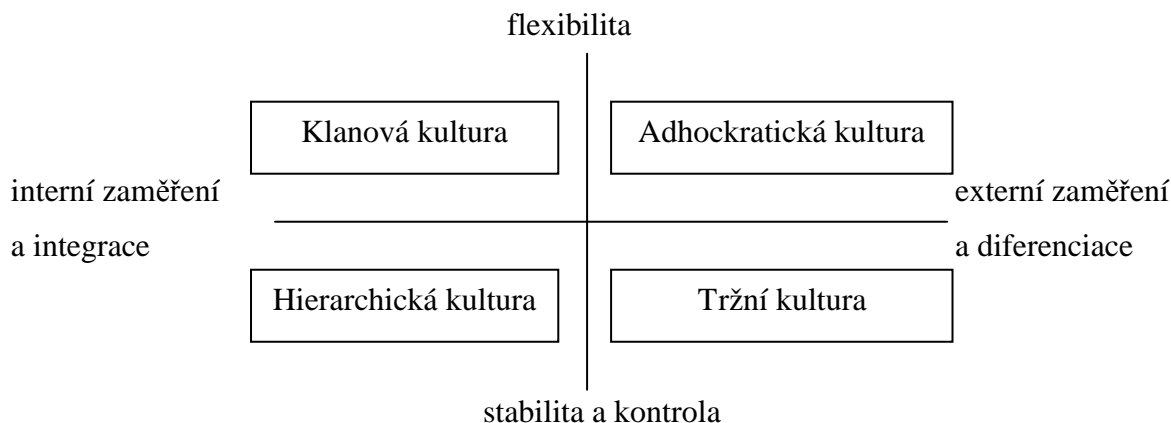 flexibilita
Klanová kultura
Adhockratická kultura
interní zaměření
a integrace
externí zaměření
a diferenciace
Hierarchická kultura
Tržní kultura
stabilita a kontrola